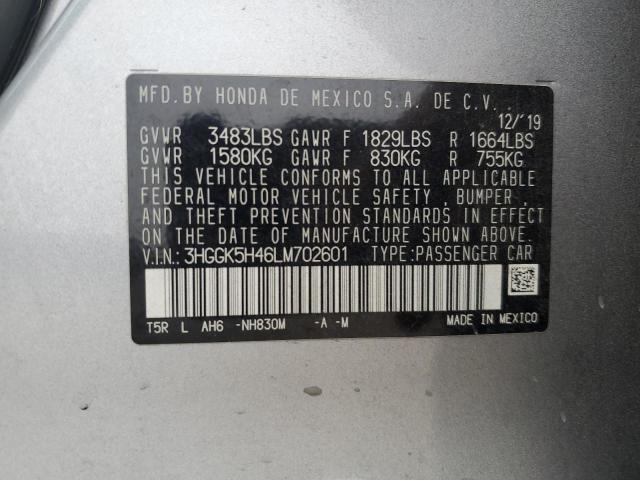 MFD. BY HONDA DE MEXICO S.A. DE C.V.
12/'19
GVWR 3483LBS GAWR F 1829LBS R 1664LBS
GVWR 1580KG GAWR F 830KG R 755KG
THIS VEHICLE CONFORMS TO ALL APPLICABLE
FEDERAL MOTOR VEHICLE SAFETY , BUMPER ,
AND THEFT PREVENTION STANDARDS IN EFFECT
ON THE DATE OF MANUFACTURE SHOWN ABOVE.
V.I.N.: 3HGGK5H46LM702601 TYPE:PASSENGER CAR
T5R L AH6 -NH830M -A -M MADE IN MEXICO